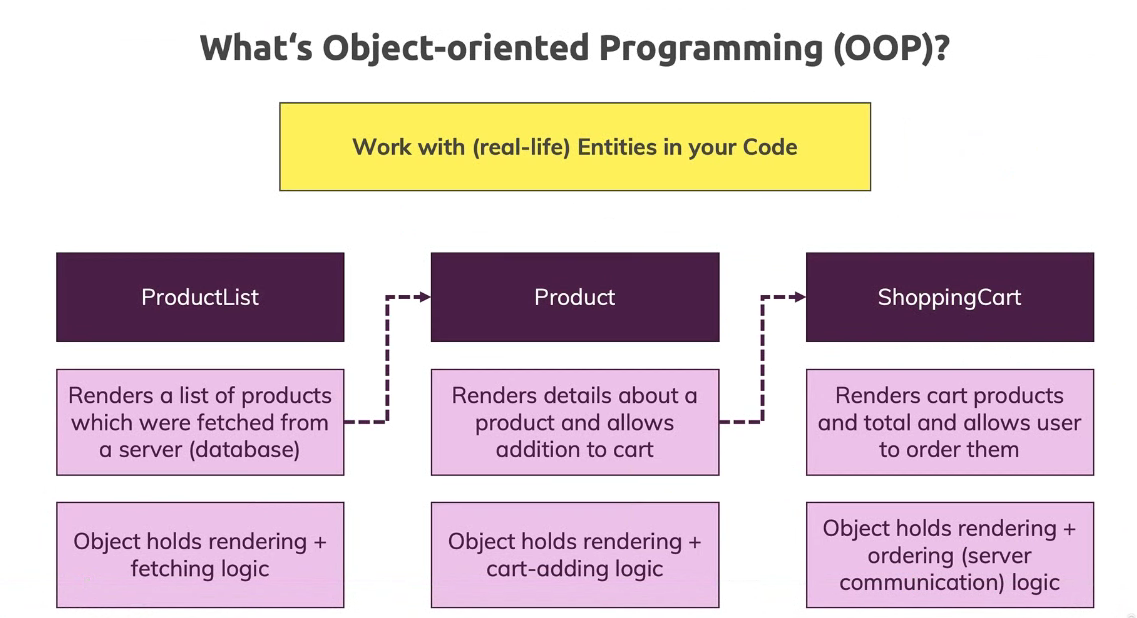 What‘s Object-oriented Programming (OOP)?
Work with (real-life) Entities in your Code
ProductList
Product
ShoppingCart
Renders a list of products
which were fetched from
a server (database)
Renders details about a
product and allows
addition to cart
Renders cart products
and total and allows user
to order them
Object holds rendering +
fetching logic
Object holds rendering +
cart-adding logic
Object holds rendering +
ordering (server
communication) logic